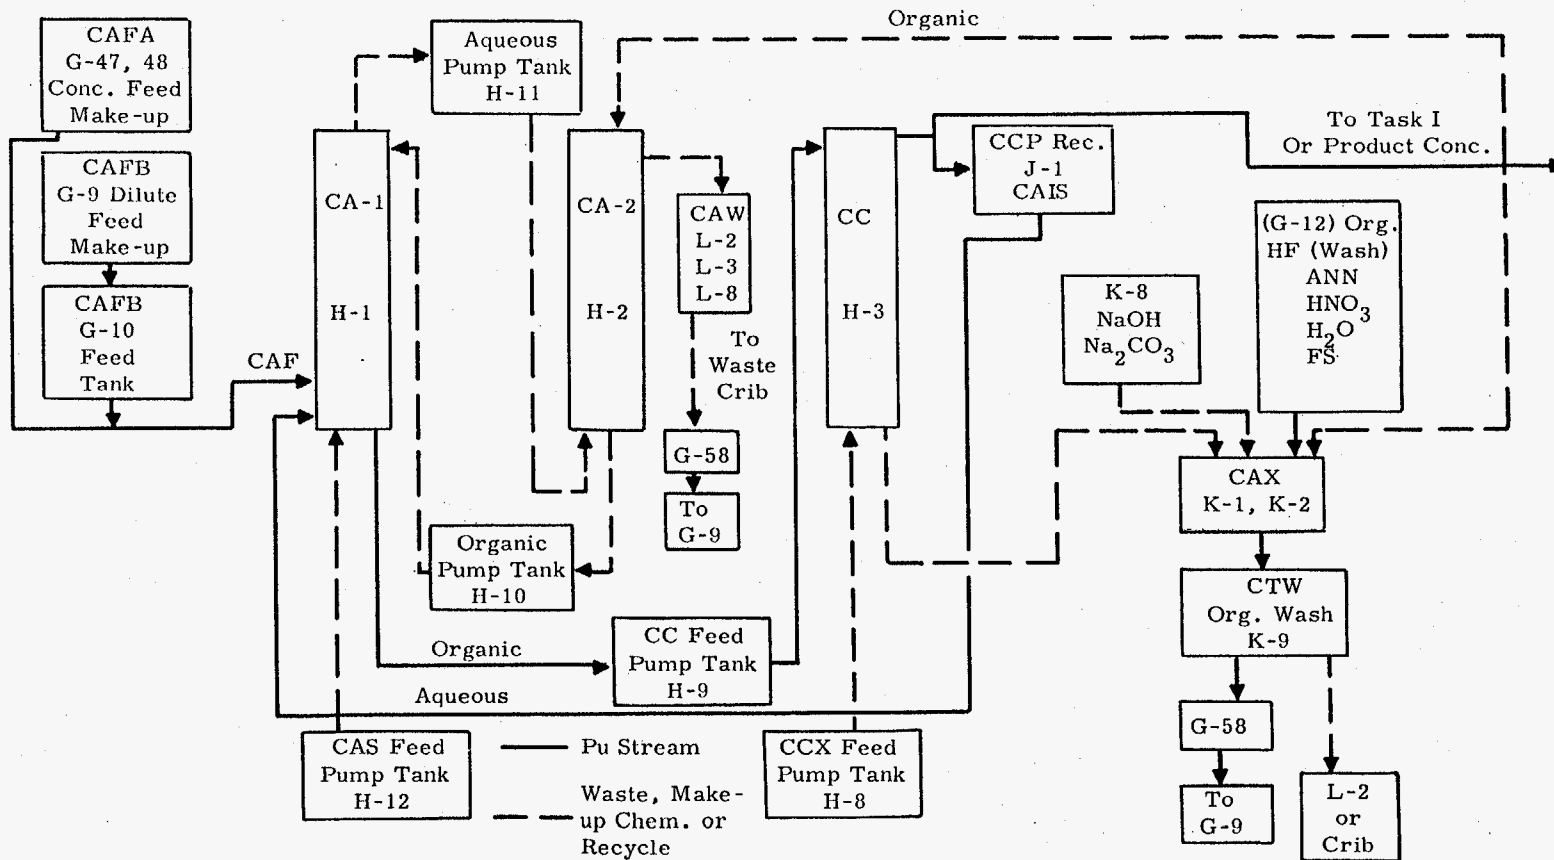 Organic
CAFA
G-47, 48
Conc. Feed
Make-up
CAFB
G-9 Dilute
Feed
Make-up
CAFB
G-10
Feed
Tank
CAF
Aqueous
Pump Tank
H-11
CA-1
H-1
CA-2
H-2
CAW
L-2
L-3
L-8
To
Waste
Crib
G-58
To
G-9
Organic
Pump Tank
H-10
CC
H-3
CCP Rec.
J-1
CAIS
To Task I
Or Product Conc.
K-8
NaOH
Na2CO3
(G-12) Org.
HF (Wash)
ANN
HNO3
H2O
FS
CAX
K-1, K-2
CTW
Org. Wash
K-9
G-58
To
G-9
L-2
or
Crib
Organic
CC Feed
Pump Tank
H-9
Aqueous
CAS Feed
Pump Tank
H-12
Pu Stream
Waste, Make-
up Chem. or
Recycle
CCX Feed
Pump Tank
H-8